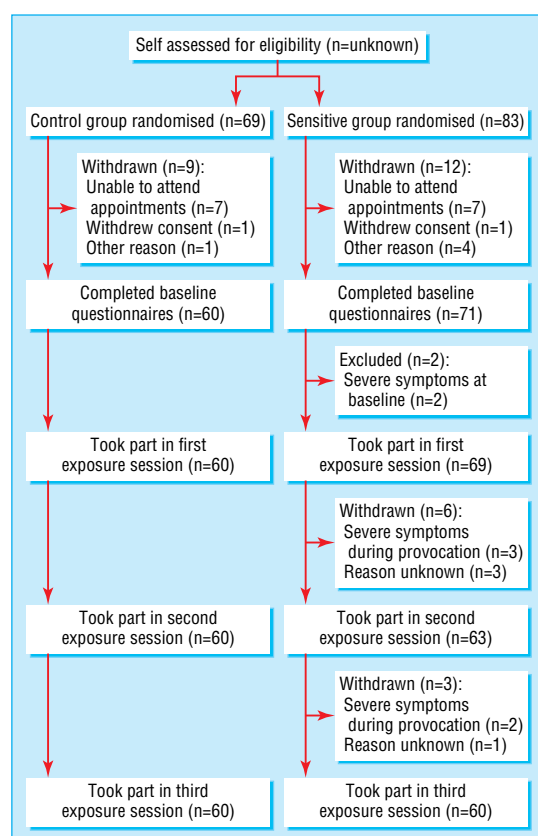 Self assessed for eligibility (n=unknown)
Control group randomised (n=69)
Sensitive group randomised (n=83)
Withdrawn (n=9):
Unable to attend
appointments (n=7)
Withdrew consent (n=1)
Other reason (n=1)
Withdrawn (n=12):
Unable to attend
appointments (n=7)
Withdrew consent (n=1)
Other reason (n=4)
Completed baseline
questionnaires (n=60)
Completed baseline
questionnaires (n=71)
Excluded (n=2):
Severe symptoms at
baseline (n=2)
Took part in first
exposure session (n=60)
Took part in first
exposure session (n=69)
Withdrawn (n=6):
Severe symptoms
during provocation (n=3)
Reason unknown (n=3)
Took part in second
exposure session (n=60)
Took part in second
exposure session (n=63)
Withdrawn (n=3):
Severe symptoms
during provocation (n=2)
Reason unknown (n=1)
Took part in third
exposure session (n=60)
Took part in third
exposure session (n=60)